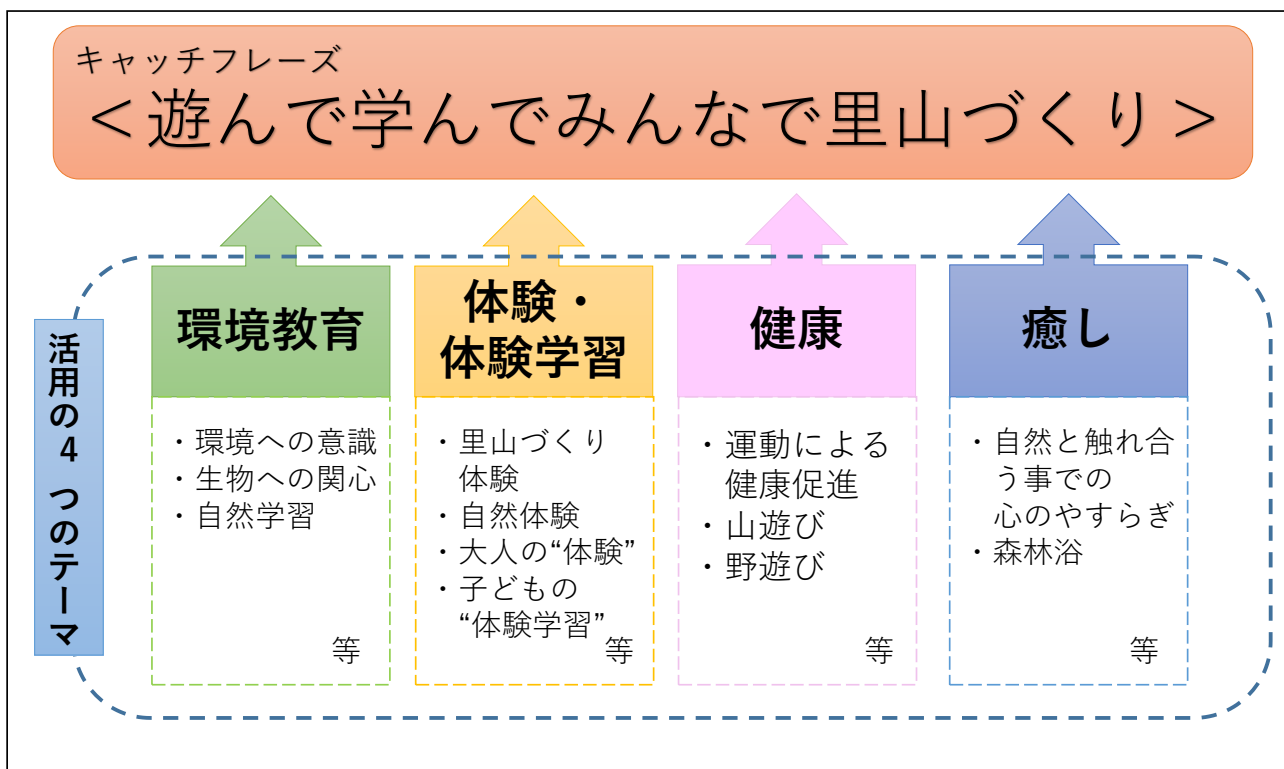 キャッチフレーズ
＜遊んで学んでみんなで里山づくり＞
活用の4つのテーマ
環境教育
・環境への意識
・生物への関心
・自然学習
等
体験・
体験学習
・里山づくり
体験
・自然体験
・大人の“体験”
・子どもの
“体験学習”
等
健康
・運動による
健康促進
・山遊び
・野遊び
等
癒し
・自然と触れ合
う事での
心のやすらぎ
・森林浴
等